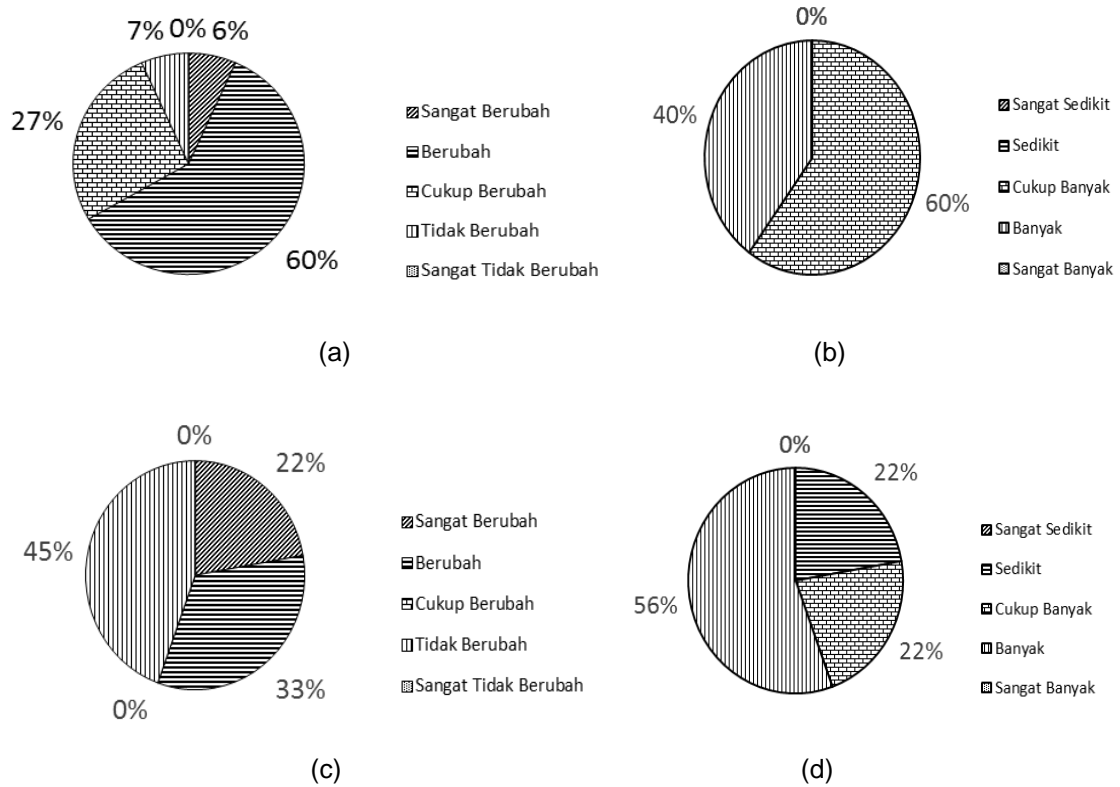 7% 0% 6%
27%
60%
Sangat Berubah
Berubah
Cukup Berubah
Tidak Berubah
Sangat Tidak Berubah
(a)
0%
40%
60%
Sangat Sedikit
Sedikit
Cukup Banyak
Banyak
Sangat Banyak
(b)
0%
22%
45%
33%
0%
Sangat Berubah
Berubah
Cukup Berubah
Tidak Berubah
Sangat Tidak Berubah
(c)
0%
22%
56%
22%
Sangat Sedikit
Sedikit
Cukup Banyak
Banyak
Sangat Banyak
(d)